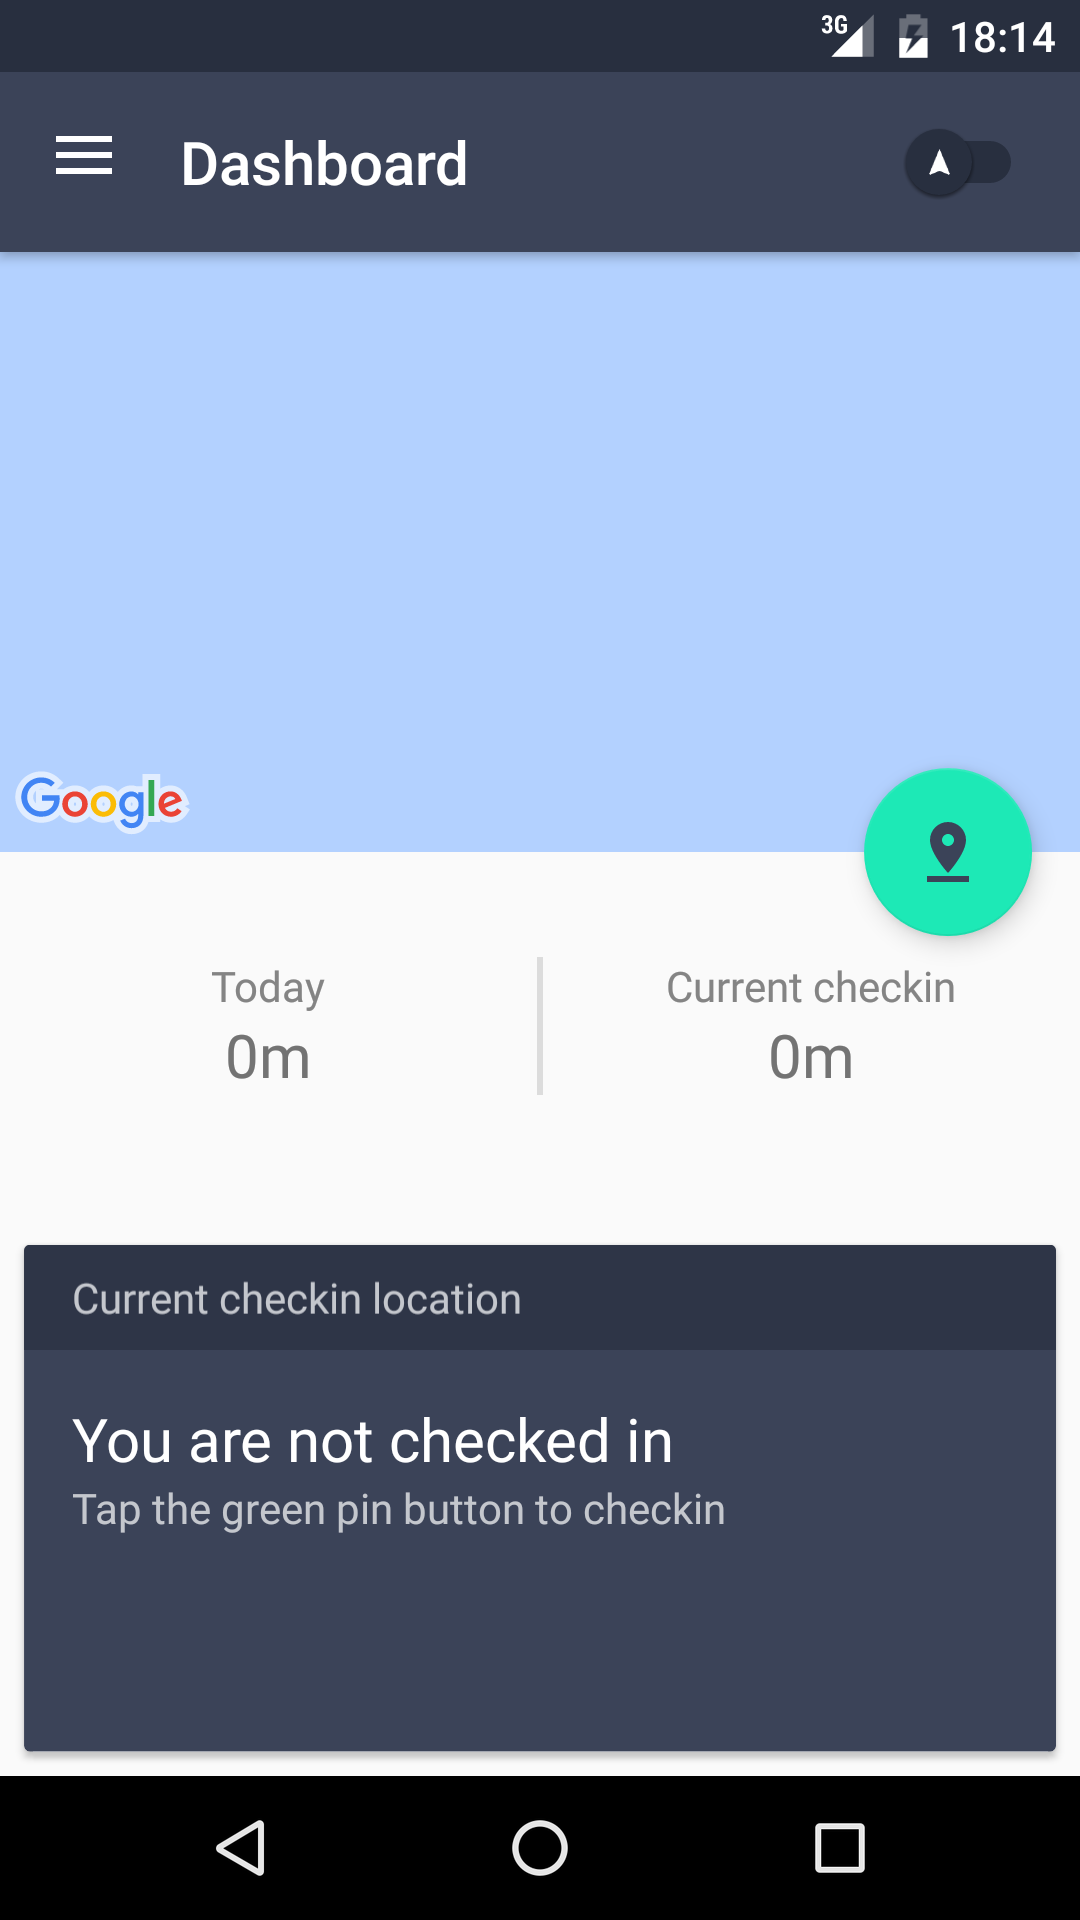 3G 18:14
Dashboard
Google
Today
0m
Current checkin
0m
Current checkin location
You are not checked in
Tap the green pin button to checkin